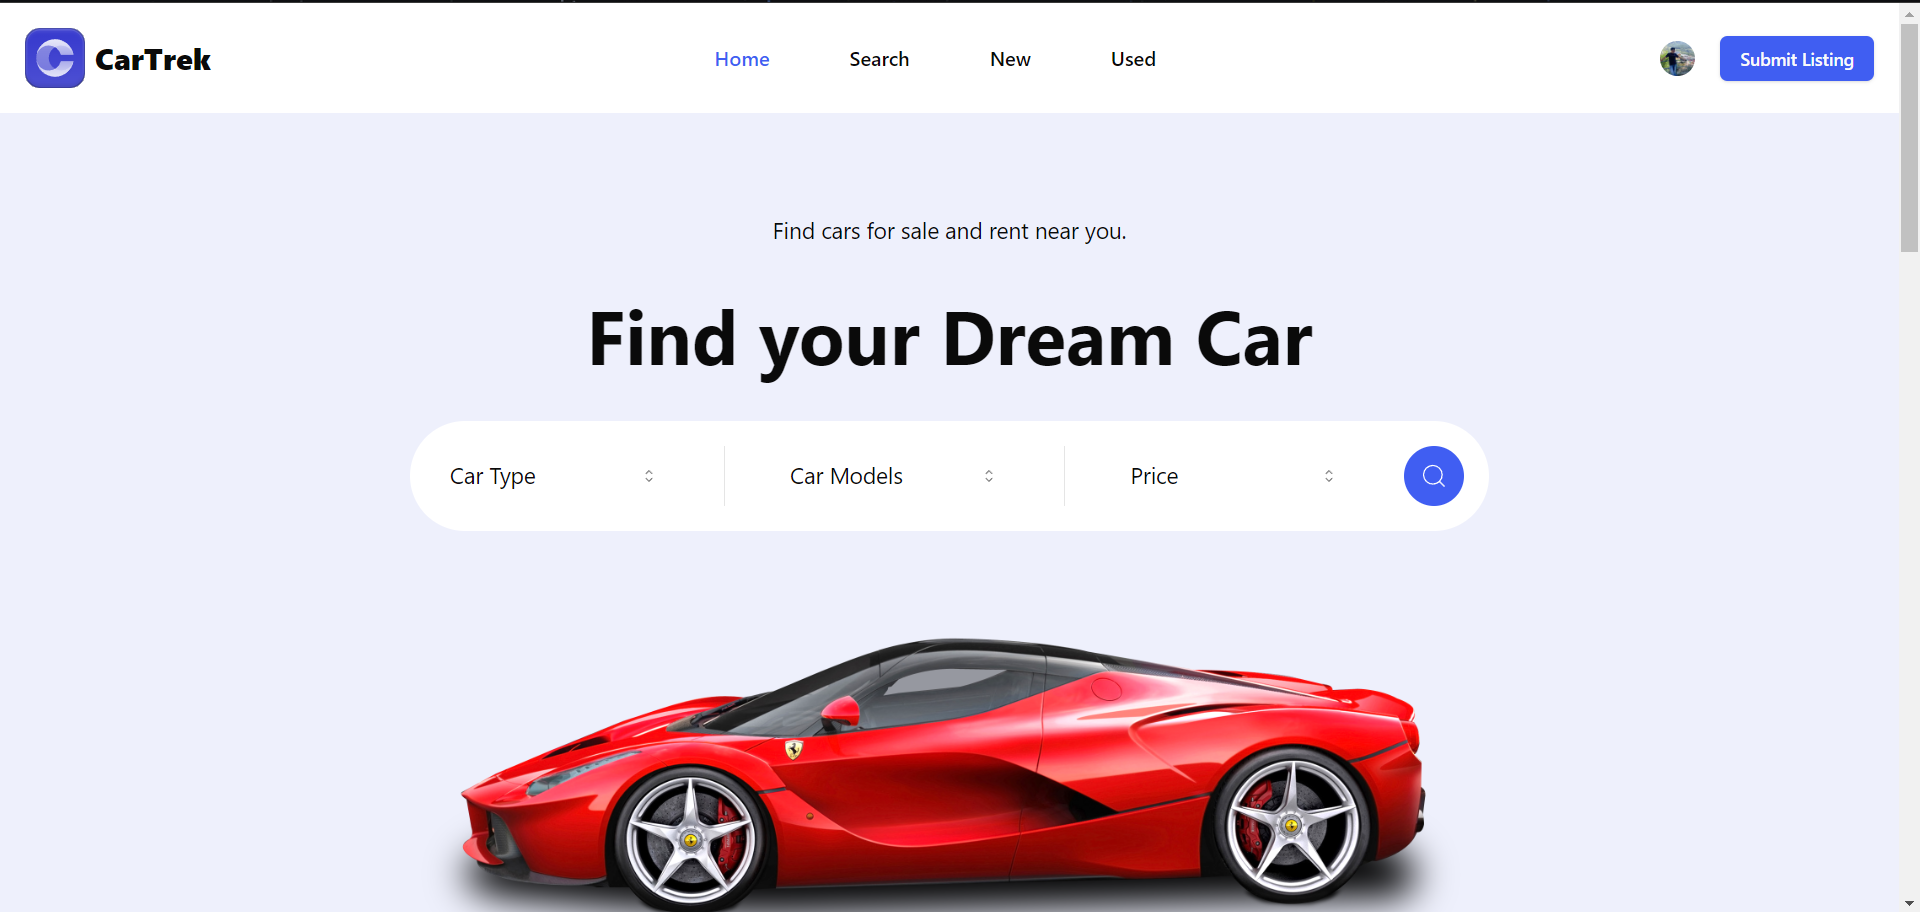 CarTrek
Home Search New Used
Submit Listing
Find cars for sale and rent near you.
Find your Dream Car
Car Type Car Models Price